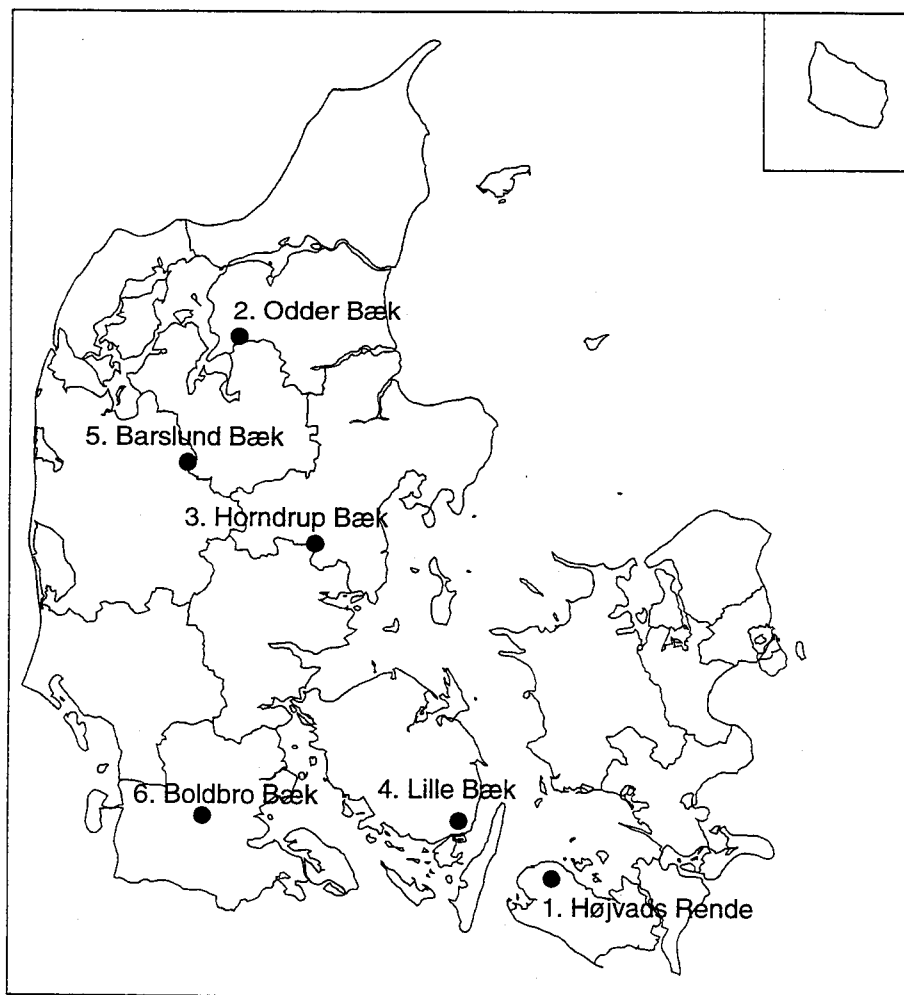 2. Odder Bæk
5. Barslund Bæk
3. Horndrup Bæk
6. Boldbro Bæk
4. Lille Bæk
1. Højvads Rende